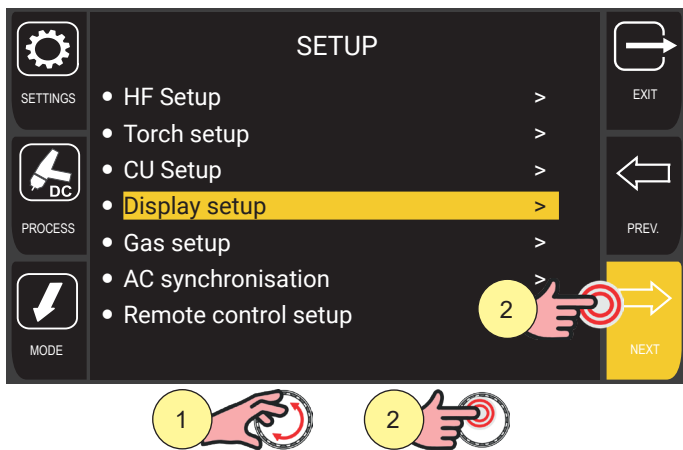 SETUP
SETTINGS
• HF Setup >
EXIT
• Torch setup >
• CU Setup >
DC
• Display setup >
PROCESS
PREV.
• Gas setup >
• AC synchronisation >
• Remote control setup
2
MODE
NEXT
1
2